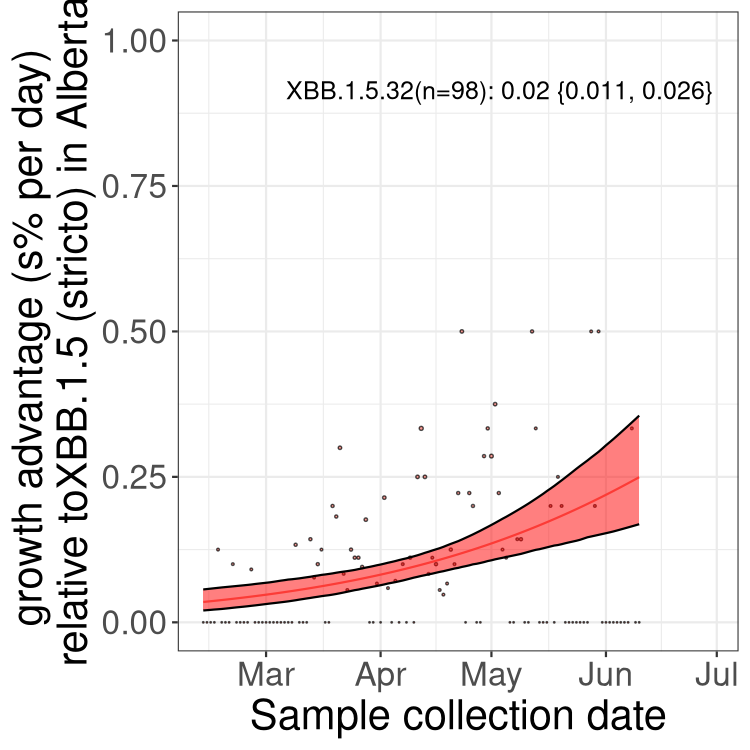 growth advantage (s% per day)
relative toXBB.1.5 (stricto) in Alberta
1.00
0.75
0.50
0.25
0.00
XBB.1.5.32(n=98): 0.02 {0.011, 0.026}
Mar Apr May Jun Jul
Sample collection date